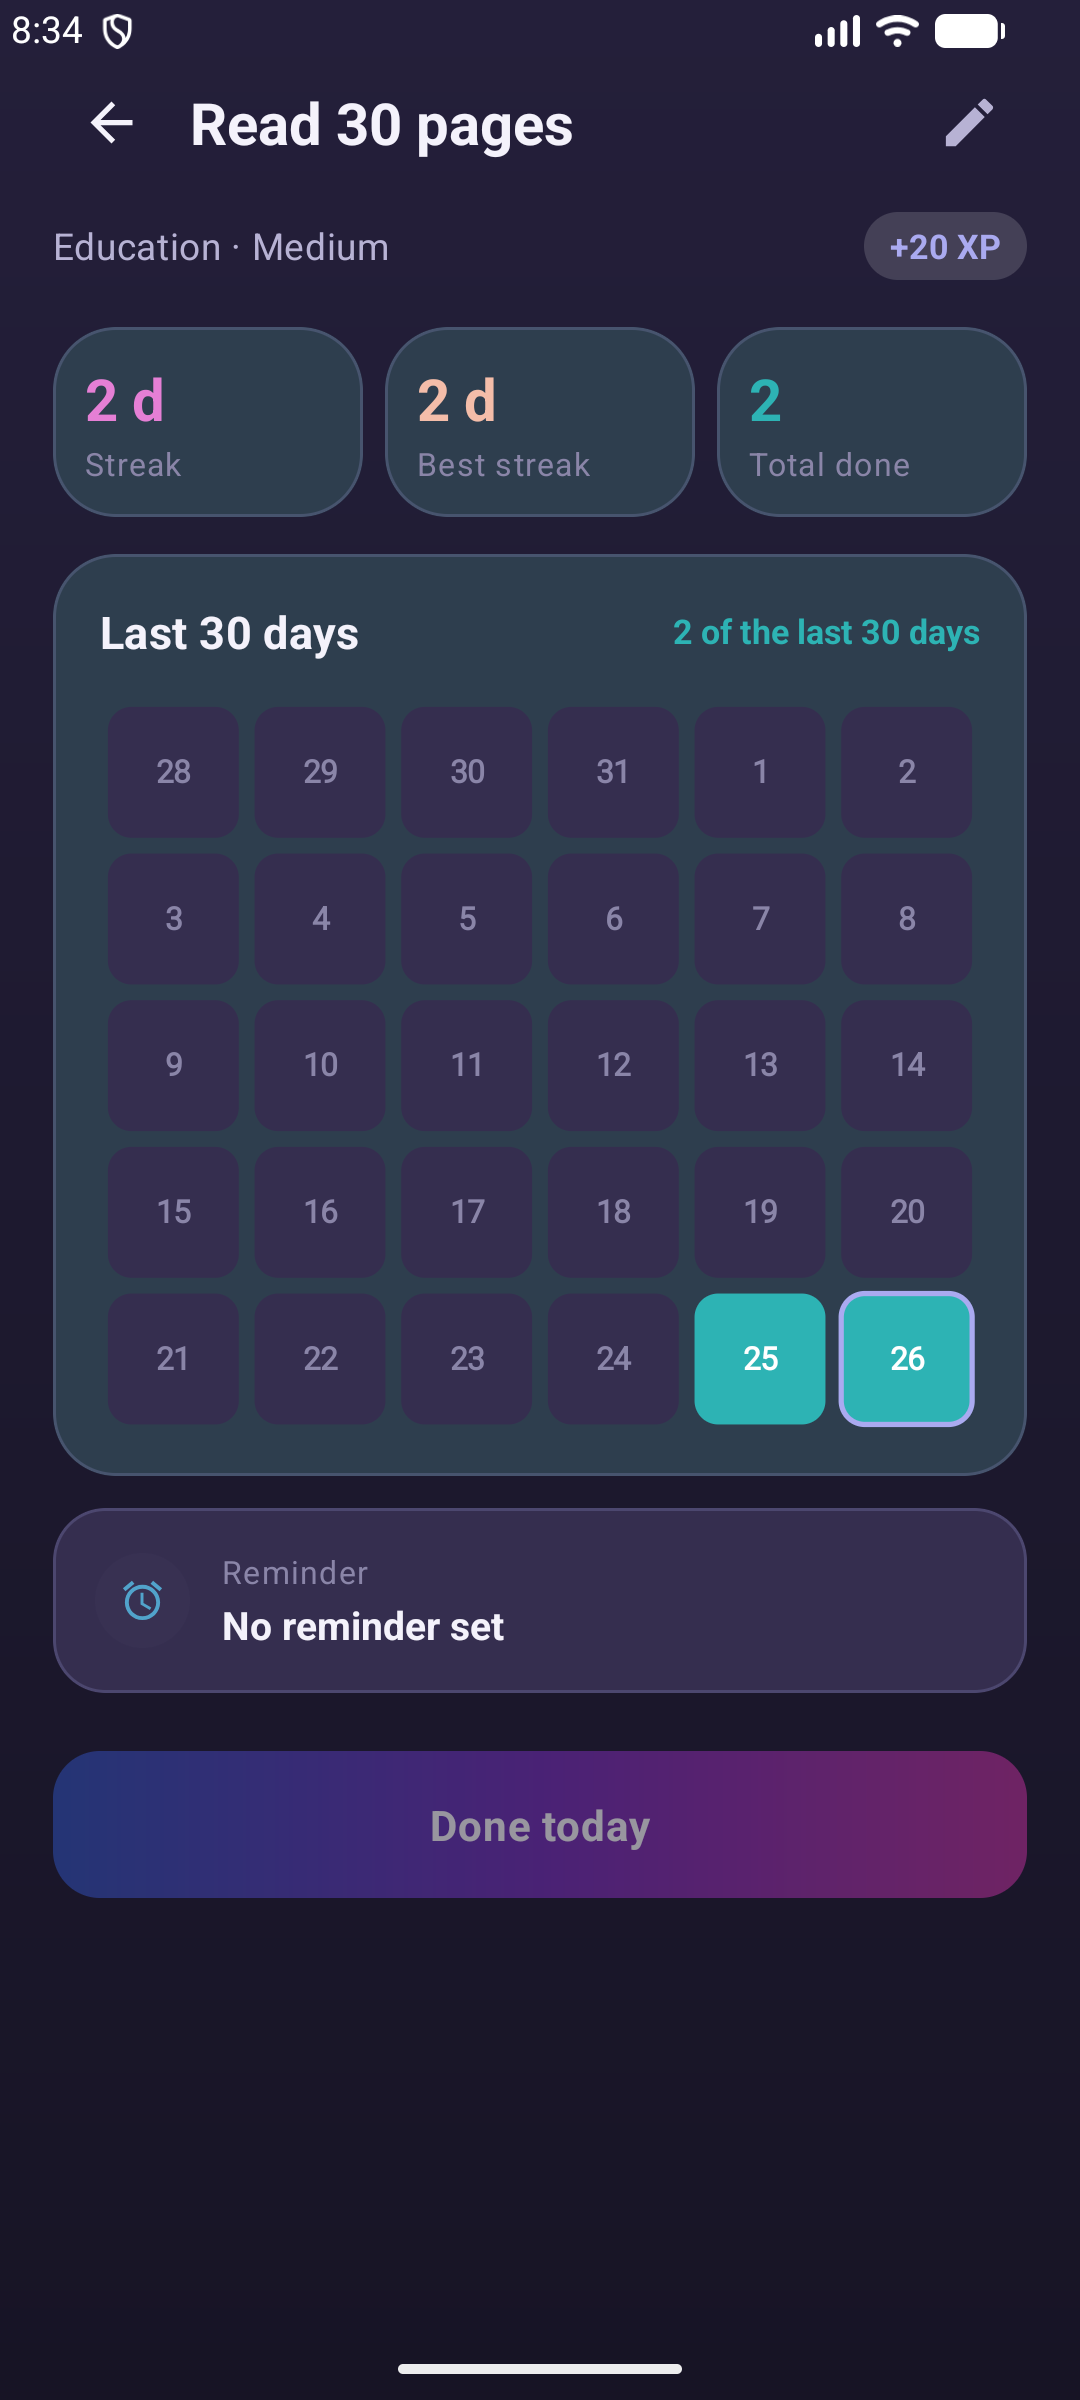 8:34
Read 30 pages
Education · Medium
+20 XP
2 d
Streak
2 d
Best streak
2
Total done
Last 30 days
2 of the last 30 days
28 29 30 31 1 2
3 4 5 6 7 8
9 10 11 12 13 14
15 16 17 18 19 20
21 22 23 24 25 26
Reminder
No reminder set
Done today